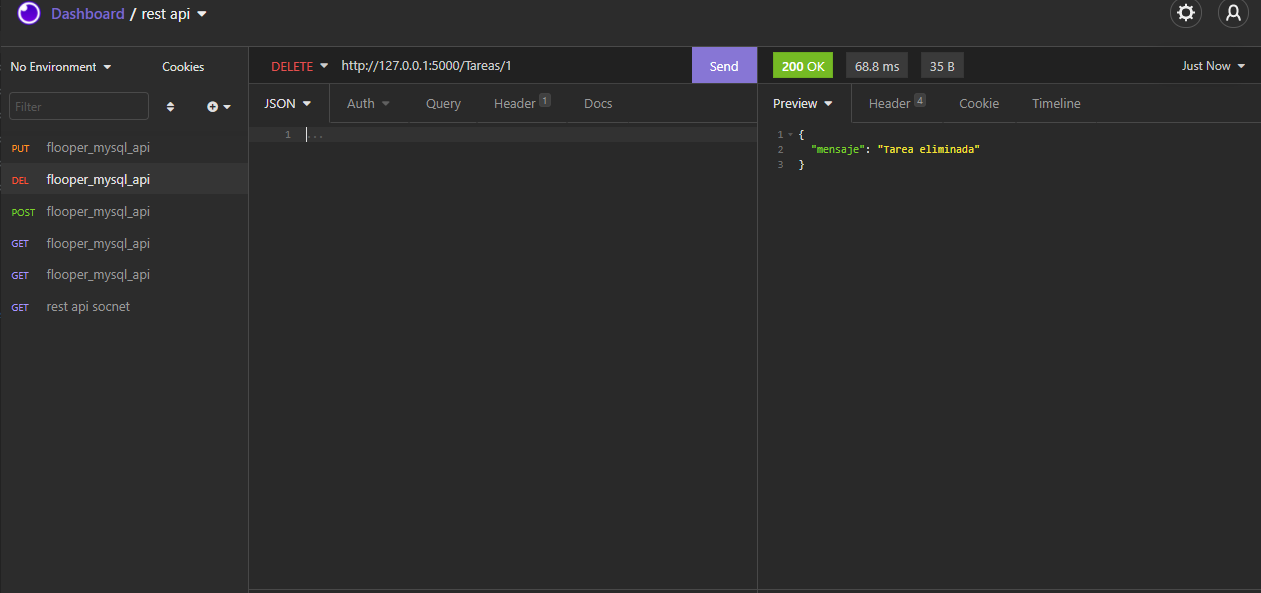 Dashboard / rest api
No Environment Cookies
Filter
PUT flooper_mysql_api
DEL flooper_mysql_api
POST flooper_mysql_api
GET flooper_mysql_api
GET flooper_mysql_api
GET rest api socnet
DELETE http://127.0.0.1:5000/Tareas/1 Send
JSON Auth Query Header 1 Docs
1 ...
200 OK 68.8 ms 35 B Just Now
Preview Header 4 Cookie Timeline
1 {
2 "mensaje": "Tarea eliminada"
3 }